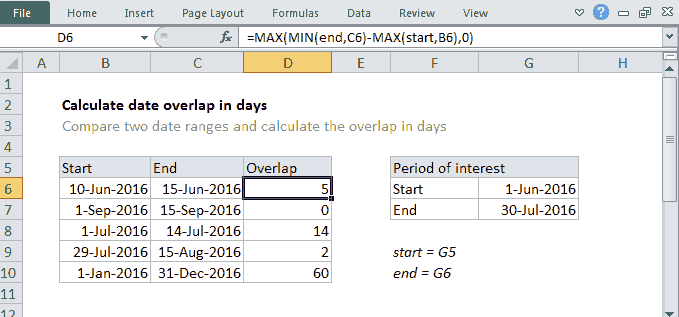 File Home Insert Page Layout Formulas Data Review View
D6 fx =MAX(MIN(end,C6)-MAX(start,B6),0)
A B C D E F G H
1
2 Calculate date overlap in days
3 Compare two date ranges and calculate the overlap in days
4
5 Start End Overlap Period of interest
6 10-Jun-2016 15-Jun-2016 5 Start 1-Jun-2016
7 1-Sep-2016 15-Sep-2016 0 End 30-Jul-2016
8 1-Jul-2016 14-Jul-2016 14
9 29-Jul-2016 15-Aug-2016 2 start = G5
10 1-Jan-2016 31-Dec-2016 60 end = G6
11
12